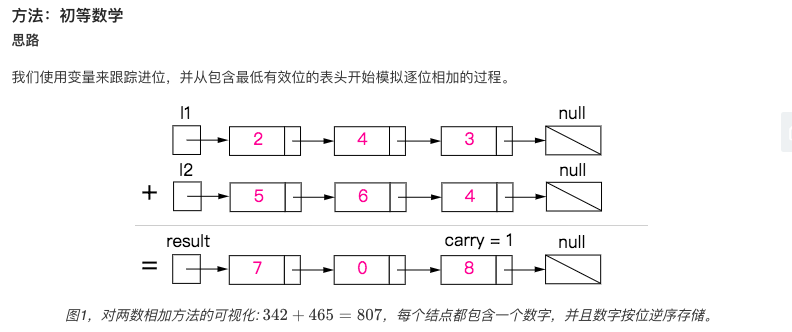 方法：初等数学
思路
我们使用变量来跟踪进位，并从包含最低有效位的表头开始模拟逐位相加的过程。
l1 null
2 4 3
l2 null
+ 5 6 4
result carry = 1 null
= 7 0 8
图1，对两数相加方法的可视化: 342 + 465 = 807，每个结点都包含一个数字，并且数字按位逆序存储。